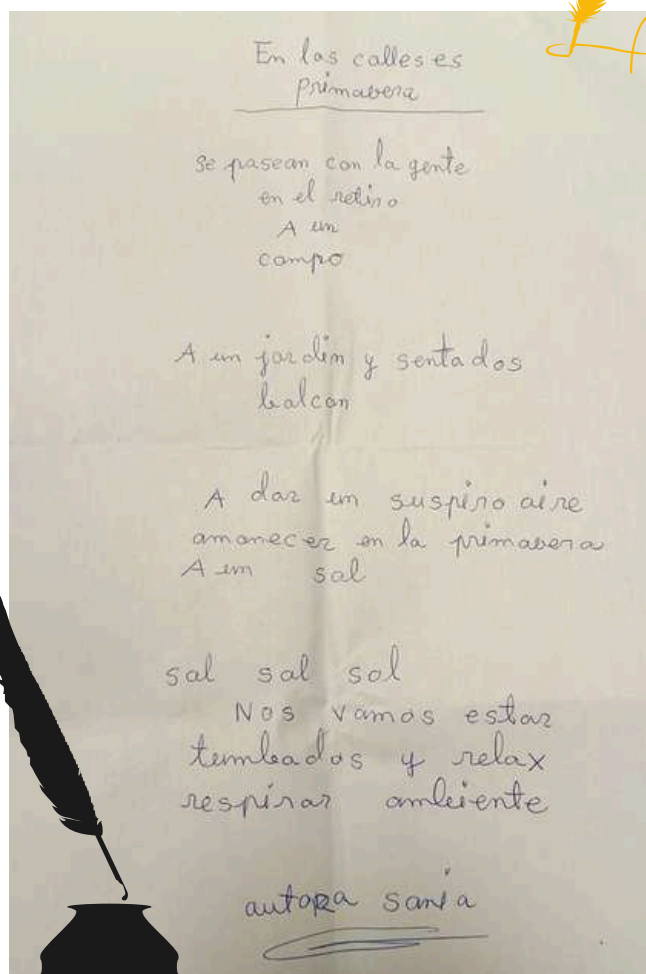 En las calles es
primavera
se pasean con la gente
en el retiro
A un
campo
A un jardin y sentados
balcon
A dar un suspiro aire
amanecer en la primavera
A un sal
sal sal sol
Nos vamos estar
tumbados y relax
respirar ambiente
autora sania